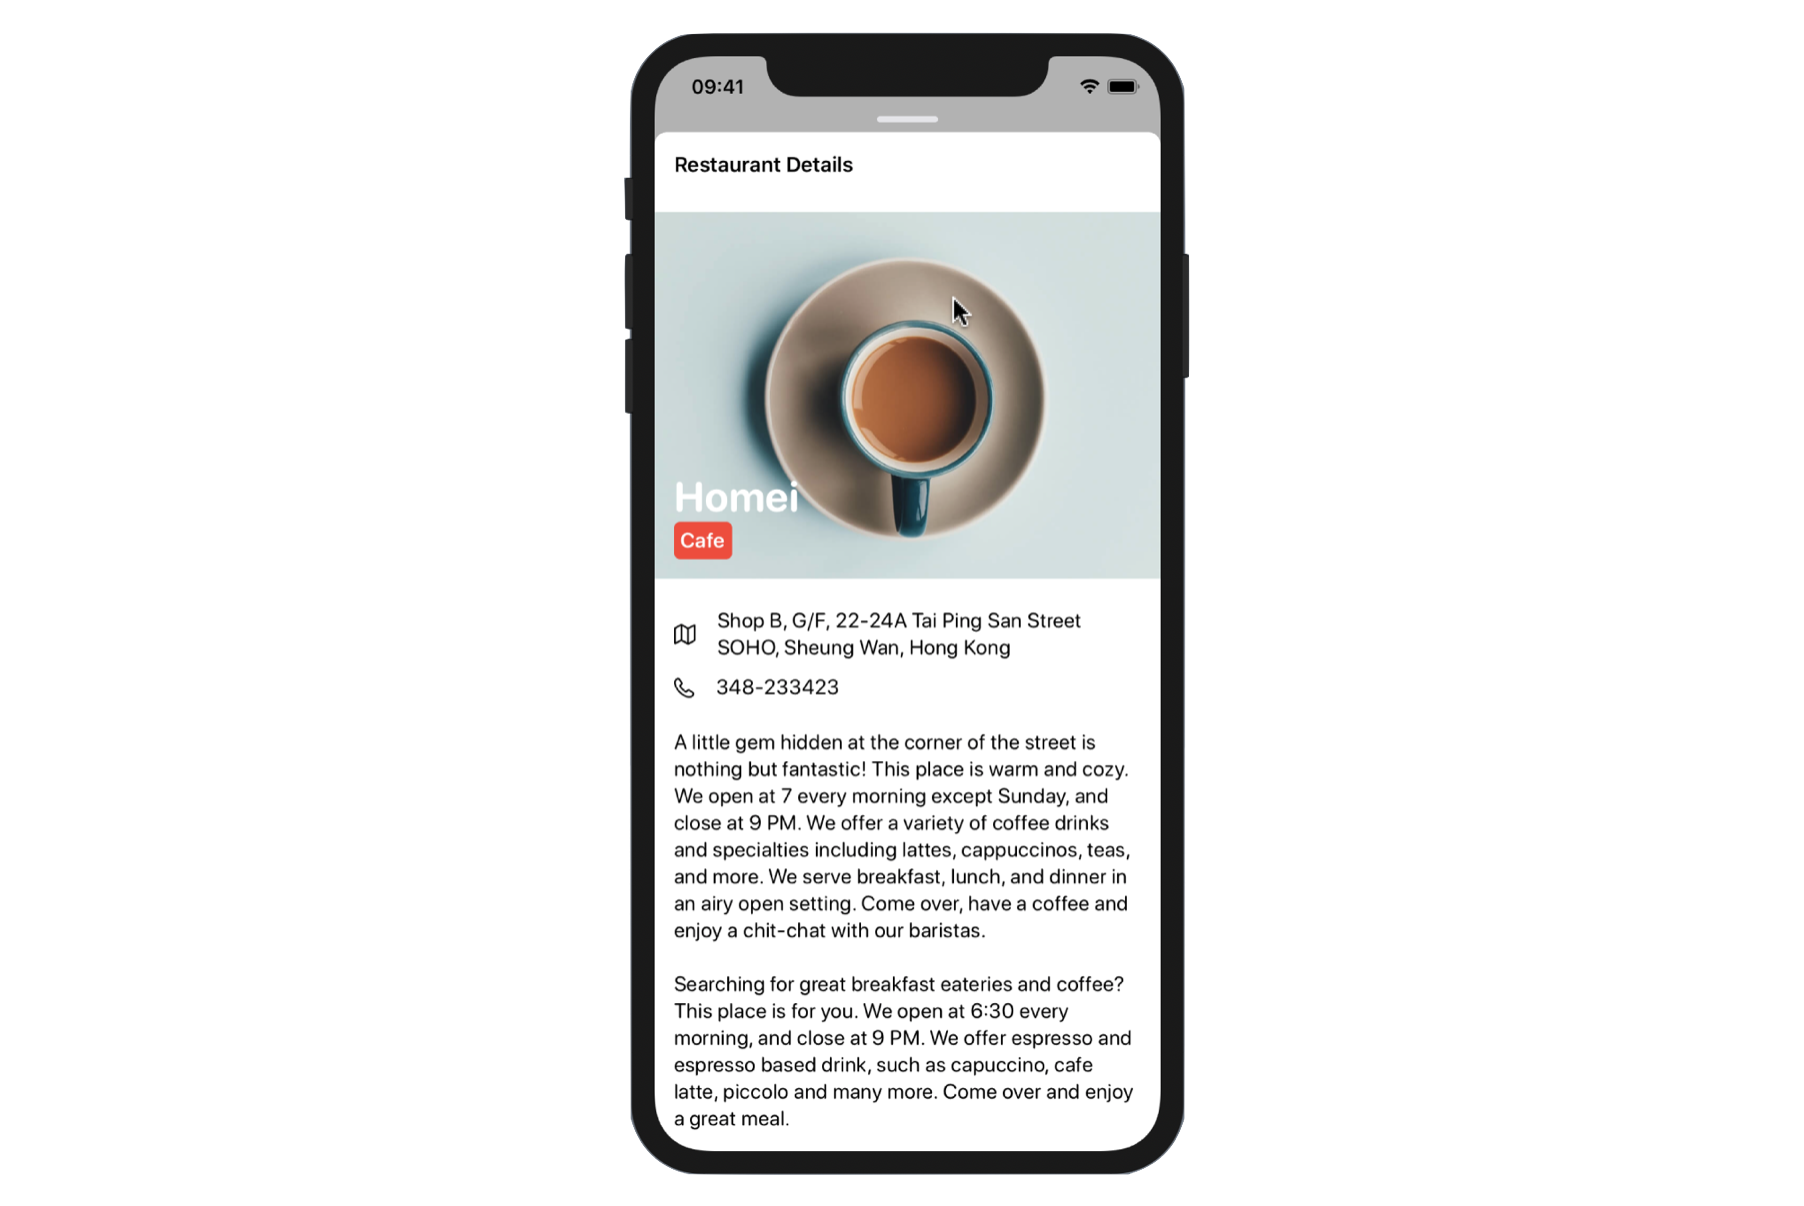 09:41
Restaurant Details
Homei
Cafe
Shop B, G/F, 22-24A Tai Ping San Street
SOHO, Sheung Wan, Hong Kong
348-233423
A little gem hidden at the corner of the street is
nothing but fantastic! This place is warm and cozy.
We open at 7 every morning except Sunday, and
close at 9 PM. We offer a variety of coffee drinks
and specialties including lattes, cappuccinos, teas,
and more. We serve breakfast, lunch, and dinner in
an airy open setting. Come over, have a coffee and
enjoy a chit-chat with our baristas.
Searching for great breakfast eateries and coffee?
This place is for you. We open at 6:30 every
morning, and close at 9 PM. We offer espresso and
espresso based drink, such as capuccino, cafe
latte, piccolo and many more. Come over and enjoy
a great meal.